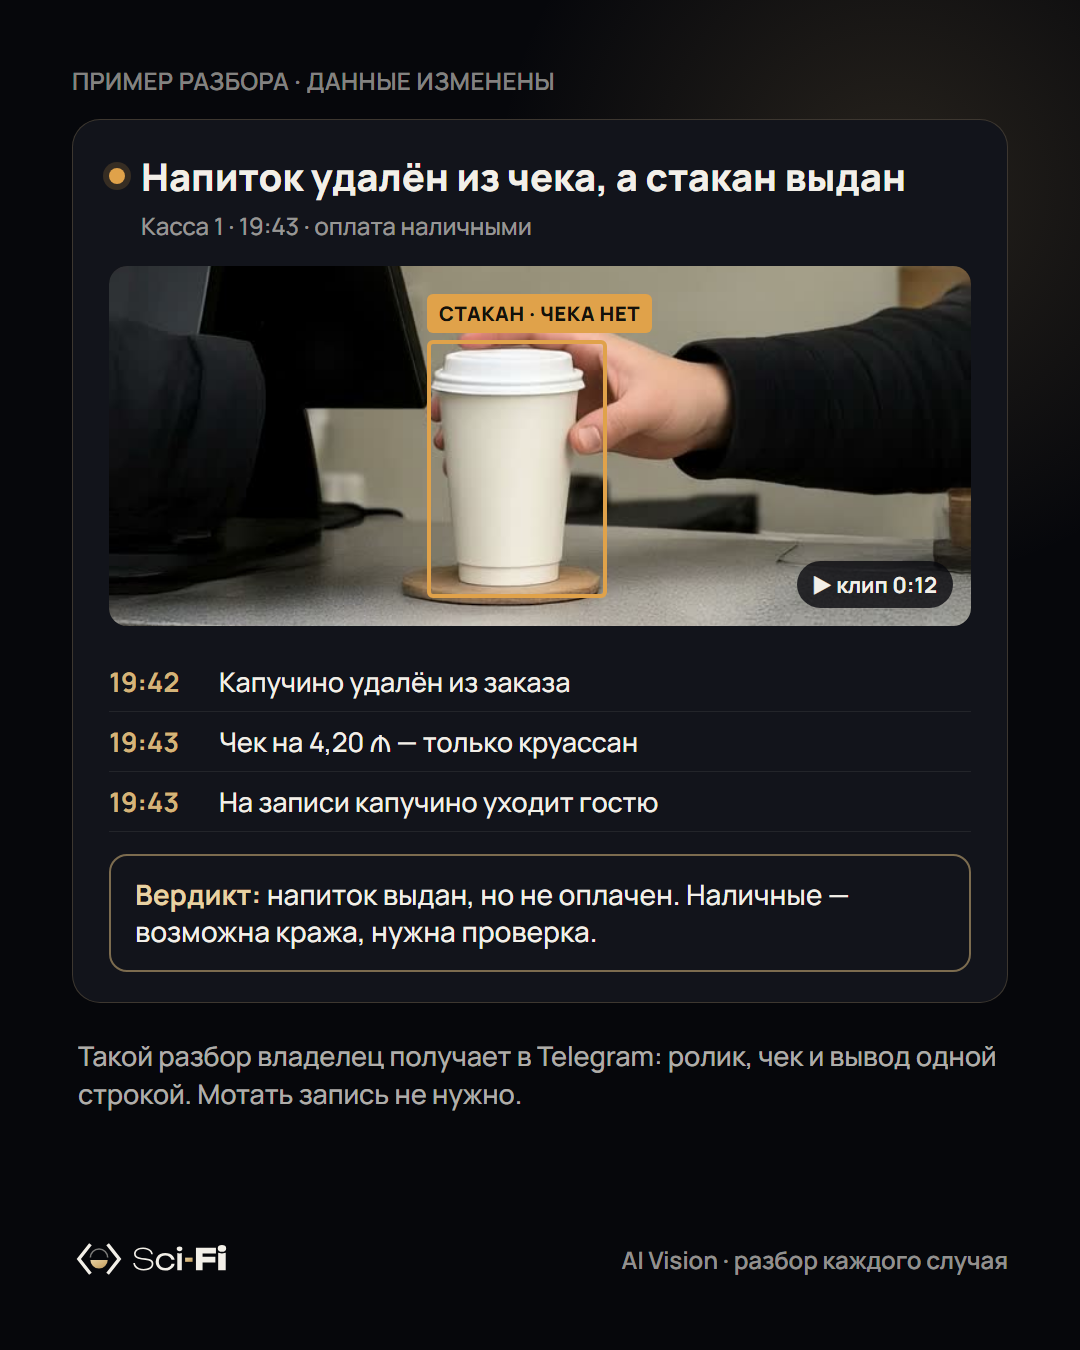 ПРИМЕР РАЗБОРА · ДАННЫЕ ИЗМЕНЕНЫ
Напиток удалён из чека, а стакан выдан
Касса 1 · 19:43 · оплата наличными
СТАКАН · ЧЕКА НЕТ
▶ клип 0:12
19:42 Капучино удалён из заказа
19:43 Чек на 4,20 ₼ — только круассан
19:43 На записи капучино уходит гостю
Вердикт: напиток выдан, но не оплачен. Наличные —
возможна кража, нужна проверка.
Такой разбор владелец получает в Telegram: ролик, чек и вывод одной
строкой. Мотать запись не нужно.
Sci-Fi
AI Vision · разбор каждого случая